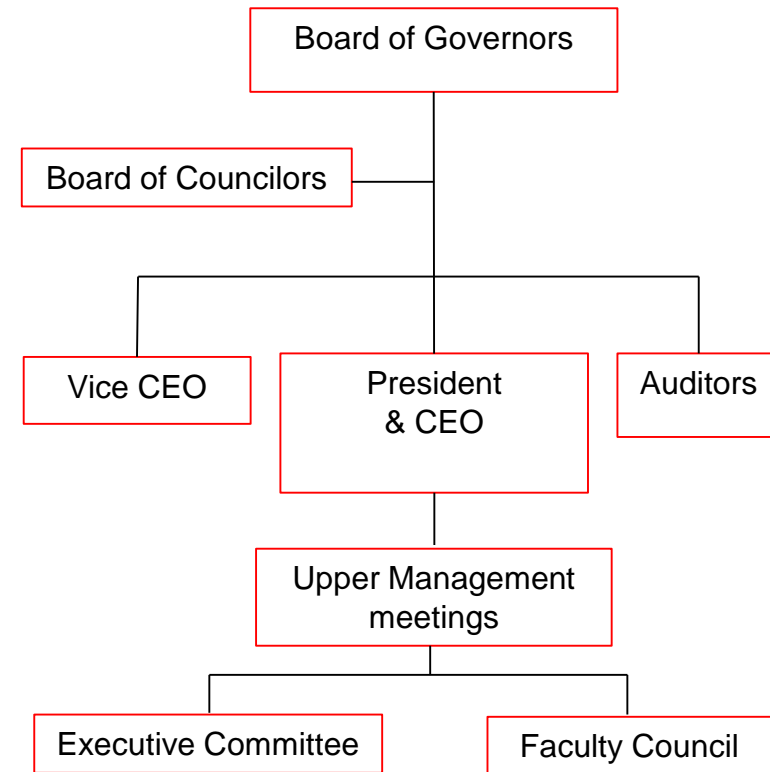 Board of Governors
Board of Councilors
Vice CEO
President
& CEO
Auditors
Upper Management
meetings
Executive Committee
Faculty Council